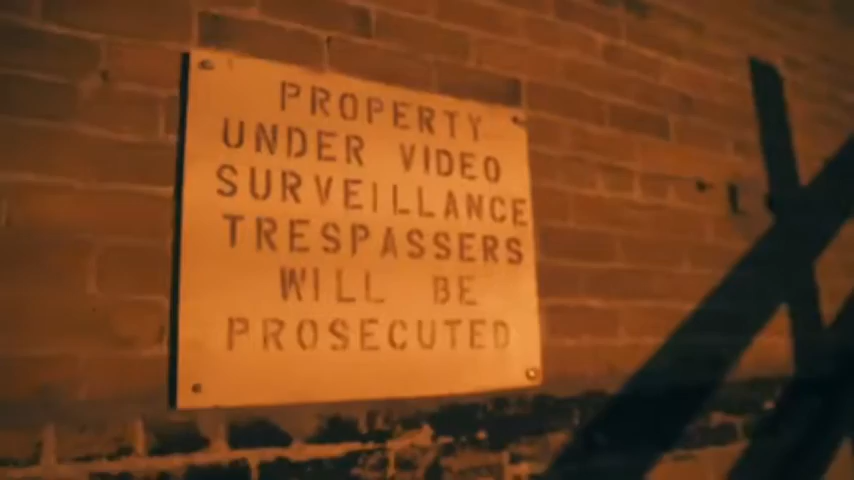 PROPERTY
UNDER VIDEO
SURVEILLANCE
TRESPASSERS
WILL BE
PROSECUTED